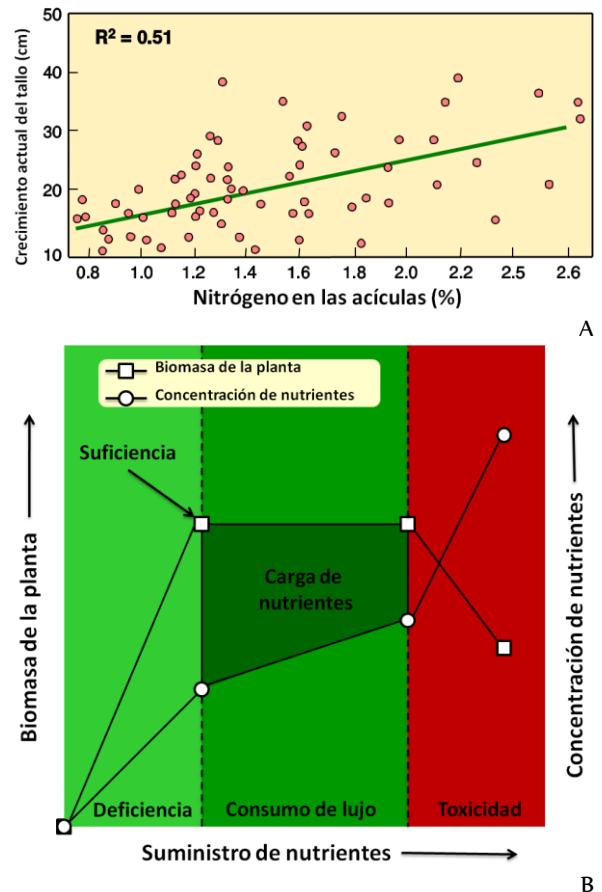 50
R² = 0.51
40
30
20
10
Crecimiento actual del tallo (cm)
0.8 1.0 1.2 1.4 1.6 1.8 2.0 2.2 2.5 2.6
Nitrógeno en las acículas (%)
A
Biomasa de la planta
Concentración de nutrientes
Suficiencia
Carga de
nutrientes
Biomasa de la planta
Concentración de nutrientes
Deficiencia Consumo de lujo Toxicidad
Suministro de nutrientes
B